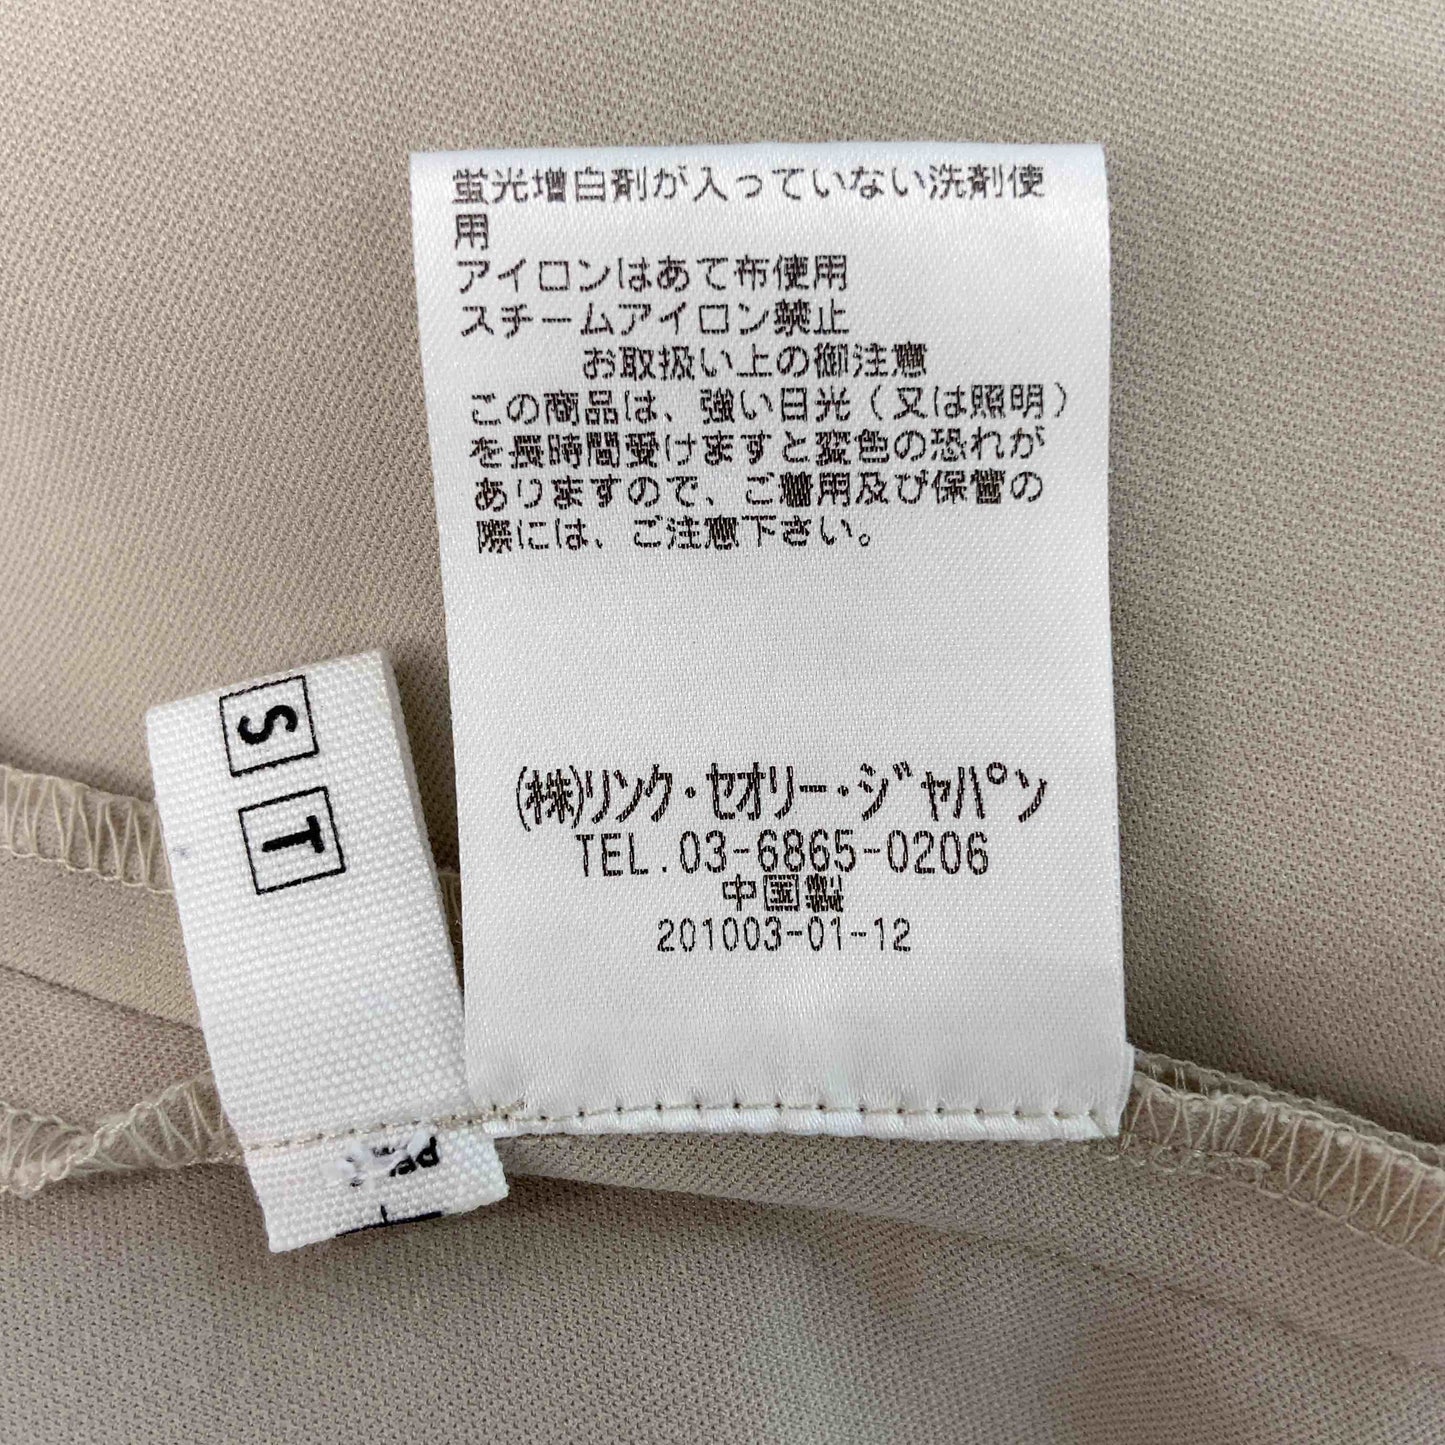 蛍光増白剤が入っていない洗剤使
用
アイロンはあて布使用
スチームアイロン禁止
お取扱い上の御注意
この商品は、強い日光（又は照明）
を長時間受けますと変色の恐れが
ありますので、ご着用及び保管の
際には、ご注意下さい。
(株)リンク・セオリー・ジャパン
TEL.03-6865-0206
中国製
201003-01-12
S
T